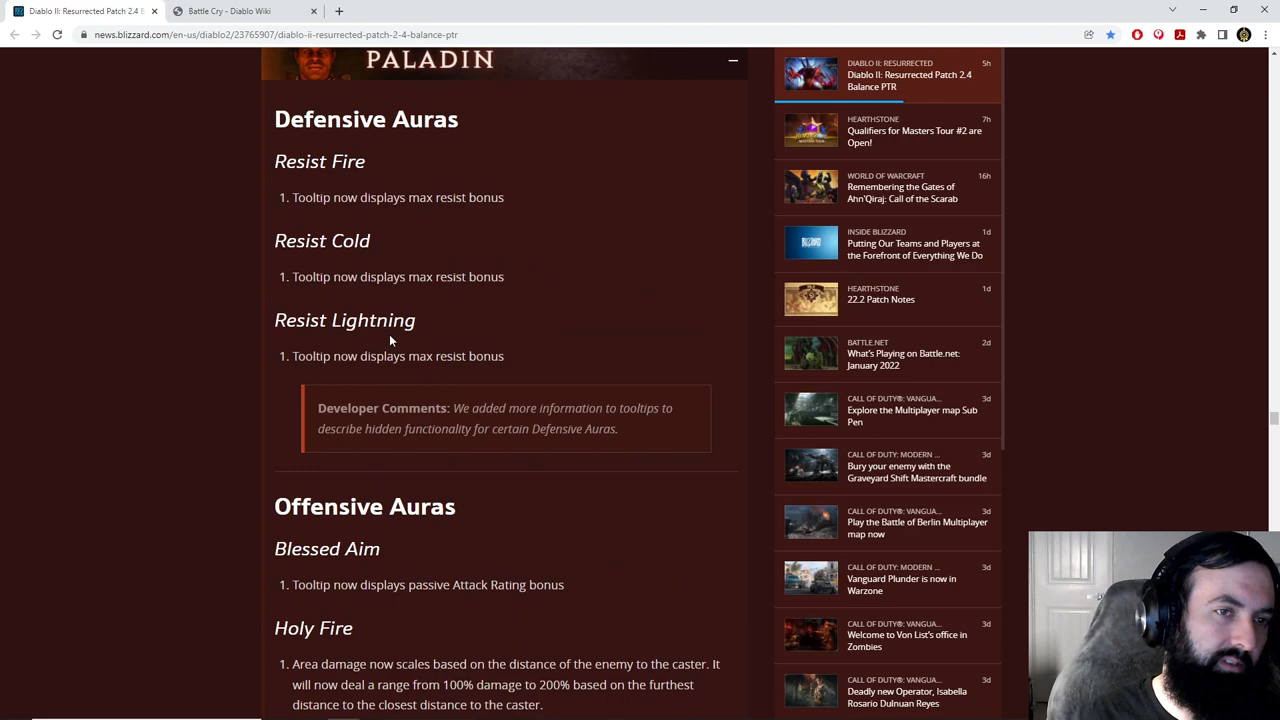 Diablo II: Resurrected Patch 2.4 B
Battle Cry - Diablo Wiki
news.blizzard.com/en-us/diablo2/23765907/diablo-ii-resurrected-patch-2-4-balance-ptr
PALADIN
Defensive Auras
Resist Fire
1. Tooltip now displays max resist bonus
Resist Cold
1. Tooltip now displays max resist bonus
Resist Lightning
1. Tooltip now displays max resist bonus
Developer Comments: We added more information to tooltips to
describe hidden functionality for certain Defensive Auras.
Offensive Auras
Blessed Aim
1. Tooltip now displays passive Attack Rating bonus
Holy Fire
1. Area damage now scales based on the distance of the enemy to the caster. It
will now deal a range from 100% damage to 200% based on the furthest
distance to the closest distance to the caster.
DIABLO II: RESURRECTED 5h
Diablo II: Resurrected Patch 2.4
Balance PTR
HEARTHSTONE 7h
Qualifiers for Masters Tour #2 are
Open!
WORLD OF WARCRAFT 16h
Remembering the Gates of
Ahn'Qiraj: Call of the Scarab
INSIDE BLIZZARD 1d
Putting Our Teams and Players at
the Forefront of Everything We Do
HEARTHSTONE 1d
22.2 Patch Notes
BATTLE.NET 2d
What's Playing on Battle.net:
January 2022
CALL OF DUTY®: VANGUA... 3d
Explore the Multiplayer map Sub
Pen
CALL OF DUTY: MODERN ... 3d
Bury your enemy with the
Graveyard Shift Mastercraft bundle
CALL OF DUTY®: VANGUA... 3d
Play the Battle of Berlin Multiplayer
map now
CALL OF DUTY: MODERN ... 3d
Vanguard Plunder is now in
Warzone
CALL OF DUTY®: VANGUA... 3d
Welcome to Von List's office in
Zombies
CALL OF DUTY®: VANGUA... 3d
Deadly new Operator, Isabella
Rosario Dulnuan Reyes